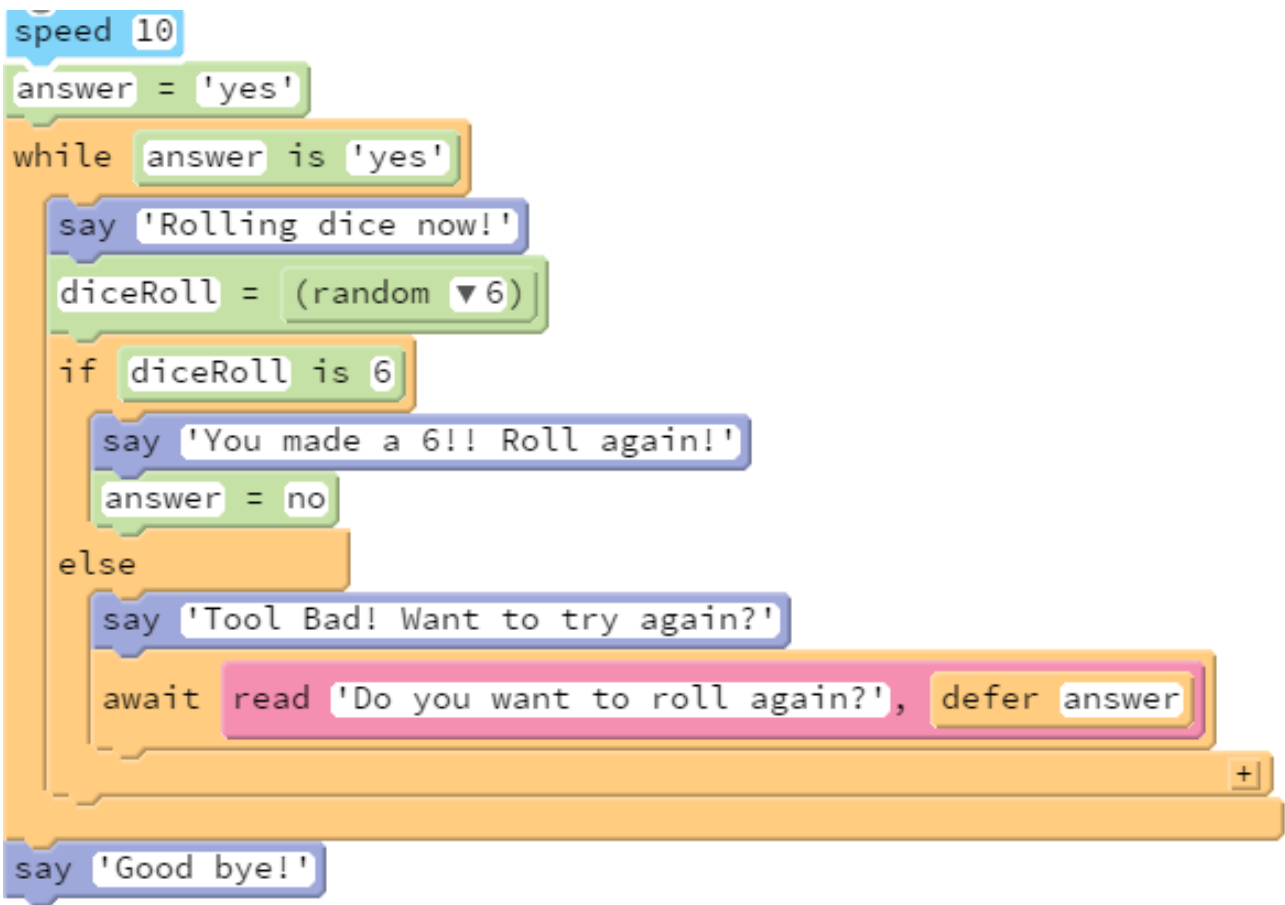 speed 10
answer = 'yes'
while answer is 'yes'
say 'Rolling dice now!'
diceRoll = (random ▼6)
if diceRoll is 6
say 'You made a 6!! Roll again!'
answer = no
else
say 'Tool Bad! Want to try again?'
await read 'Do you want to roll again?', defer answer
+
say 'Good bye!'